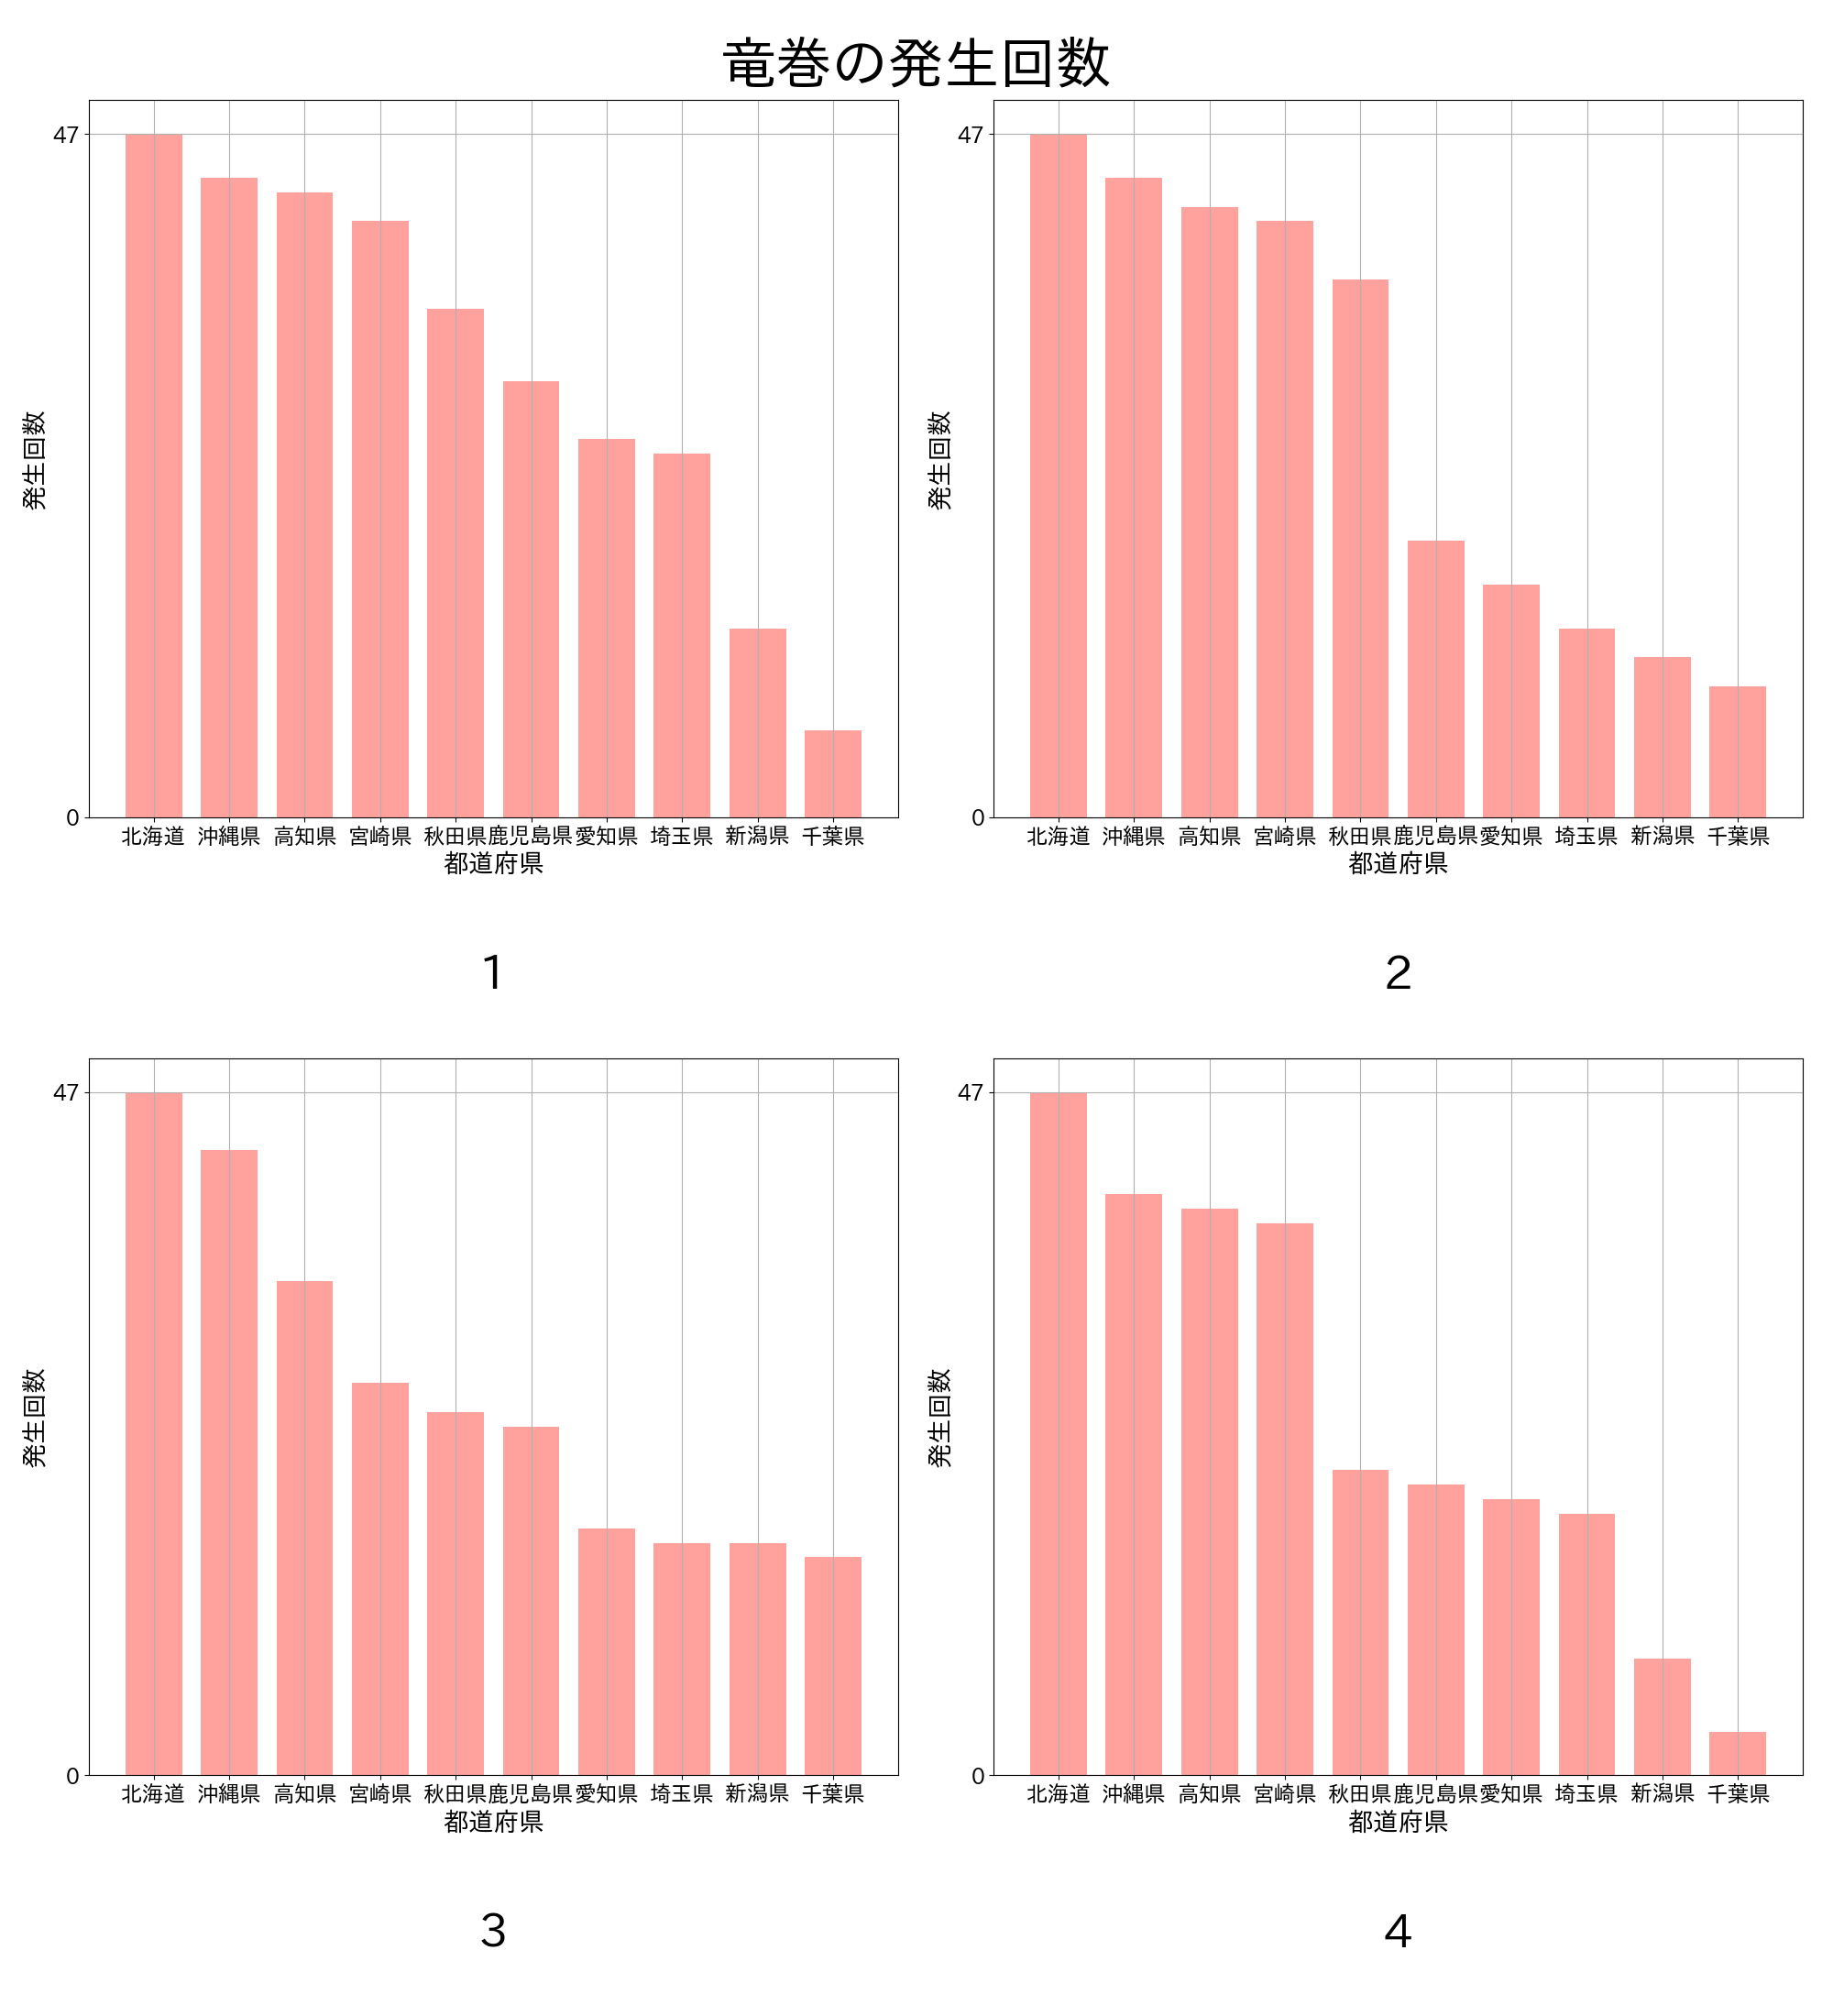 竜巻の発生回数
47
0
発生回数
北海道 沖縄県 高知県 宮崎県 秋田県 鹿児島県 愛知県 埼玉県 新潟県 千葉県
都道府県
1
47
0
発生回数
北海道 沖縄県 高知県 宮崎県 秋田県 鹿児島県 愛知県 埼玉県 新潟県 千葉県
都道府県
2
47
0
発生回数
北海道 沖縄県 高知県 宮崎県 秋田県 鹿児島県 愛知県 埼玉県 新潟県 千葉県
都道府県
3
47
0
発生回数
北海道 沖縄県 高知県 宮崎県 秋田県 鹿児島県 愛知県 埼玉県 新潟県 千葉県
都道府県
4